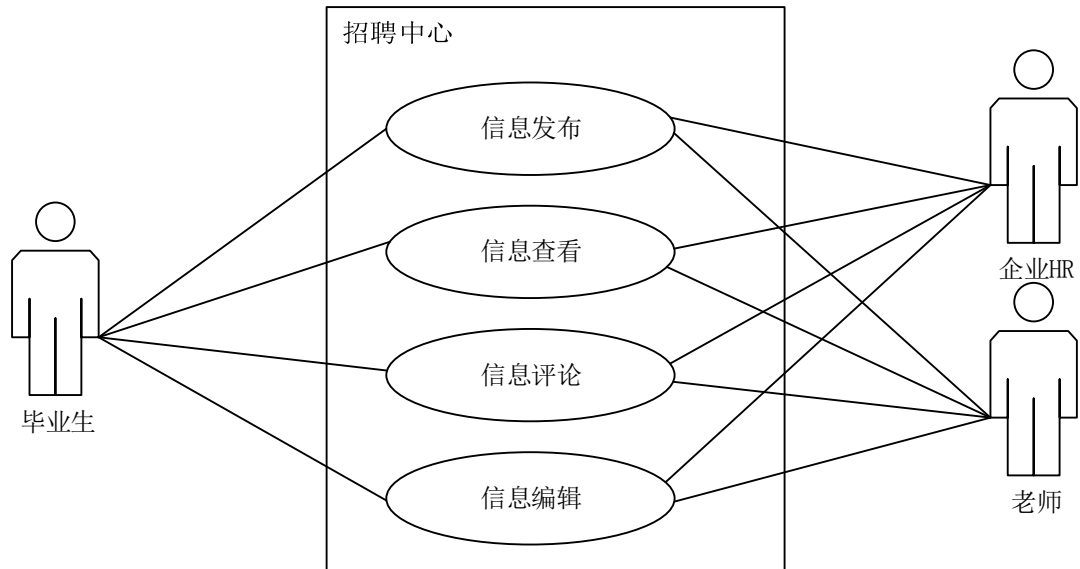 招聘中心
信息发布
信息查看
信息评论
信息编辑
毕业生
企业HR
老师